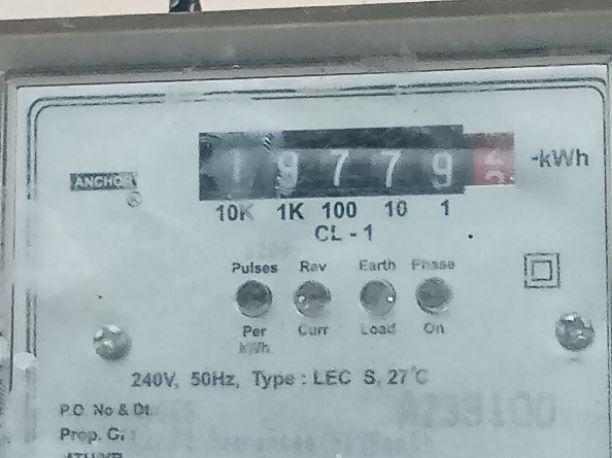 19779 -kWh
ANCHOR
®
10K 1K 100 10 1
CL - 1
Pulses Rev Earth Phase
Per Curr Load On
kWh
240V, 50Hz, Type : LEC S, 27°C
P.O. No & Dt.
Prop. G. :